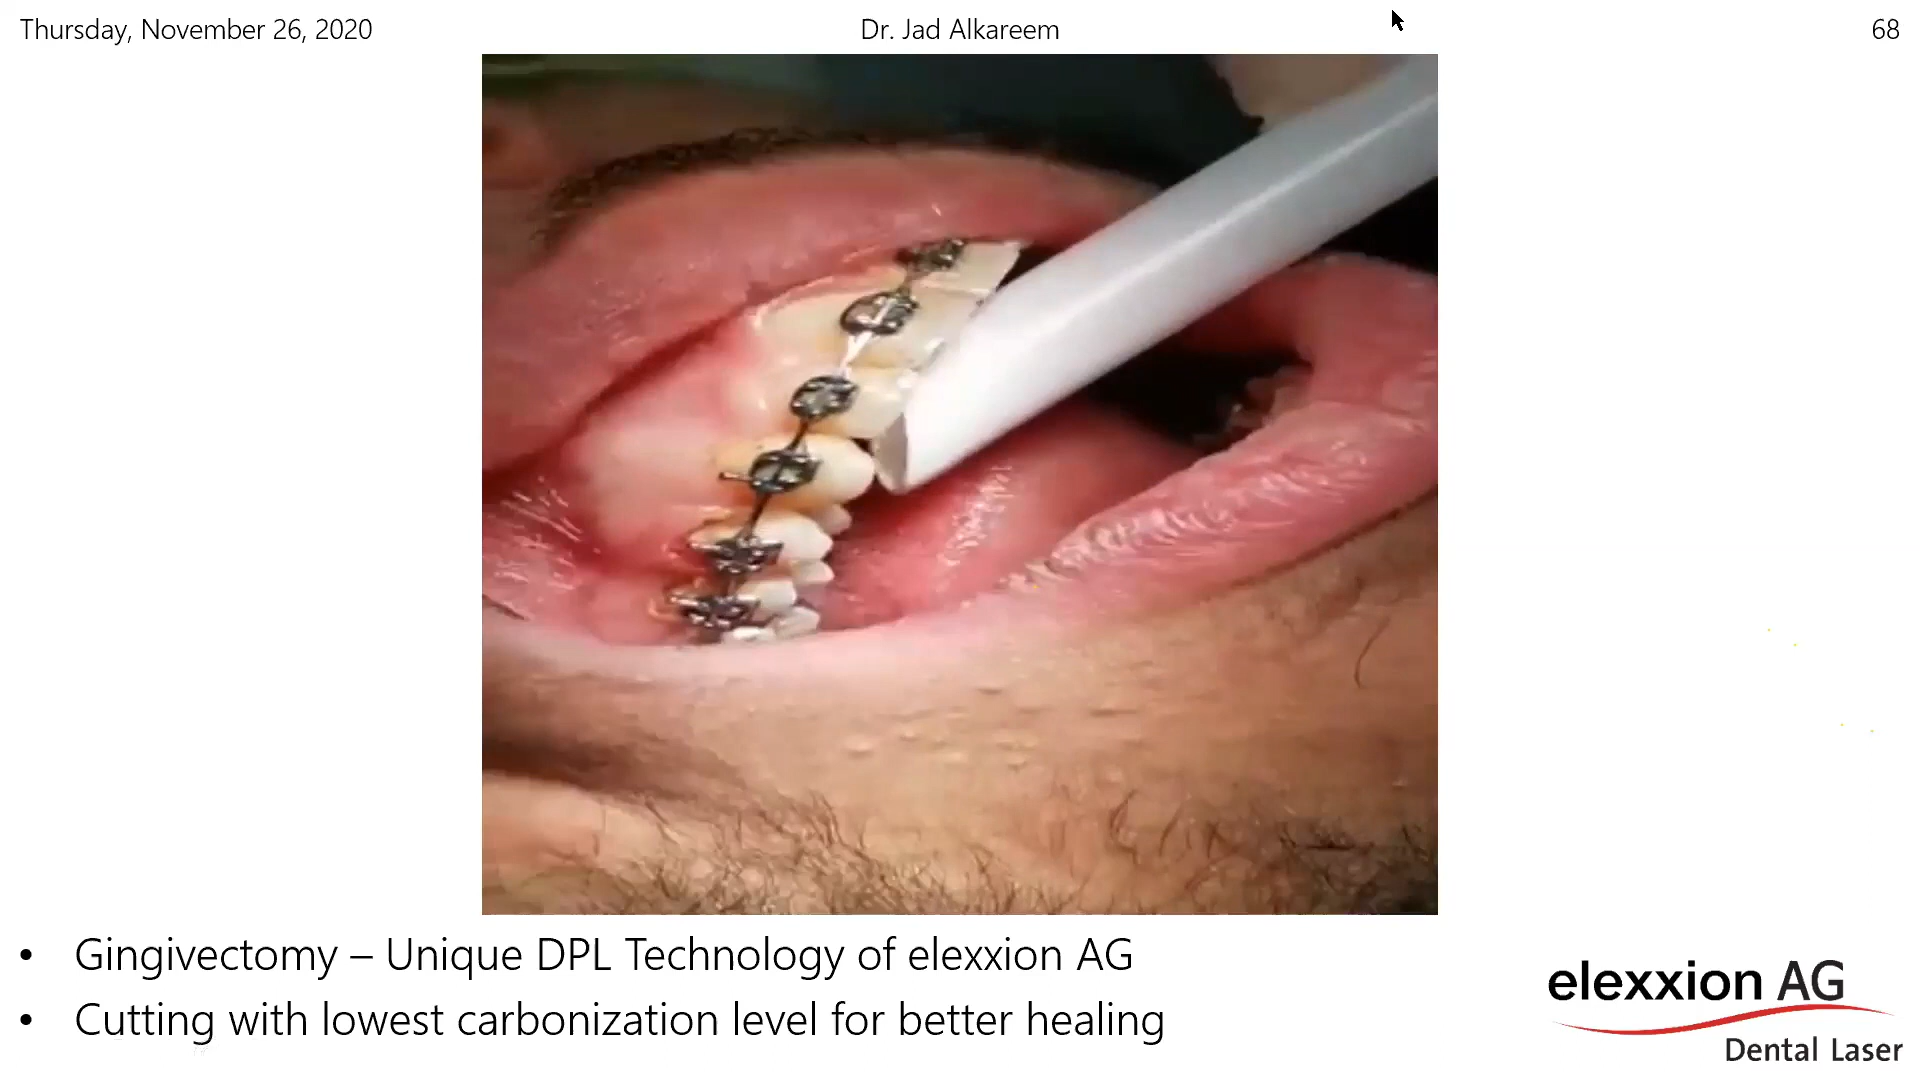 Thursday, November 26, 2020
Dr. Jad Alkareem
68
• Gingivectomy – Unique DPL Technology of elexxion AG
• Cutting with lowest carbonization level for better healing
elexxion AG
Dental Laser